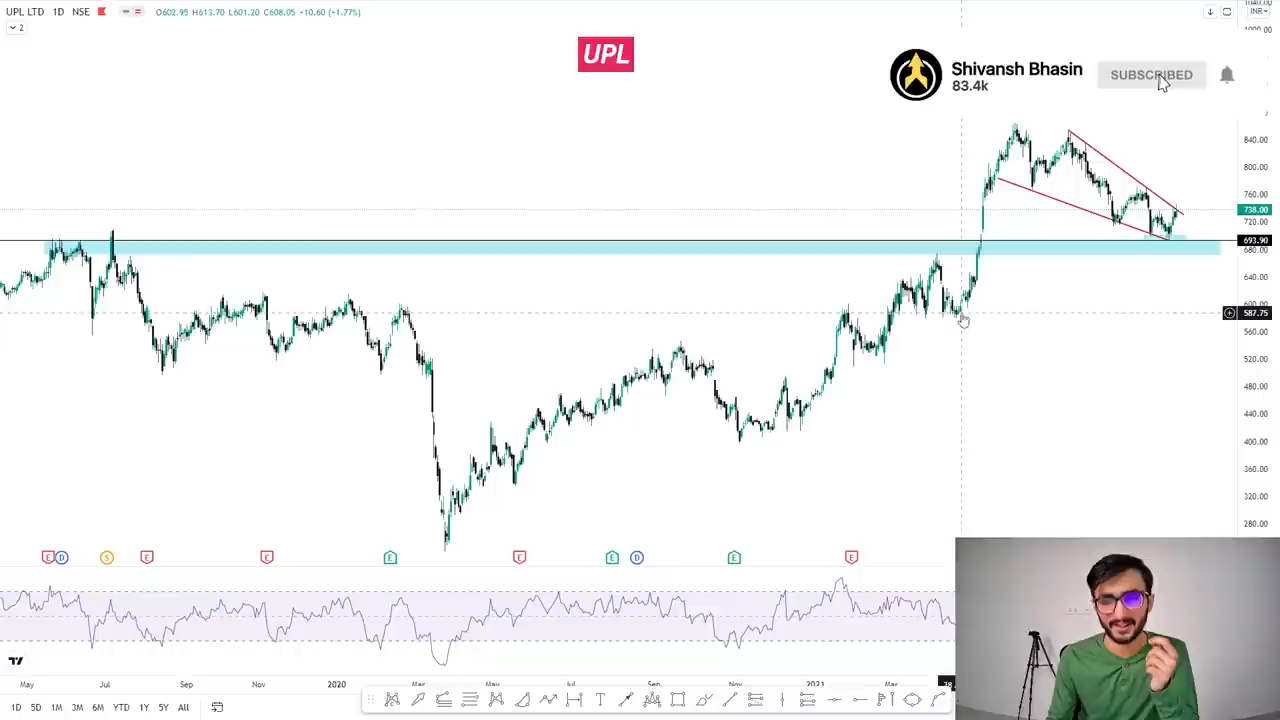 UPL LTD 1D NSE O602.95 H613.70 L601.20 C608.05 +10.60 (+1.77%)
2
UPL
Shivansh Bhasin
83.4k
SUBSCRIBED
INR
840.00
800.00
760.00
738.00
720.00
693.90
680.00
640.00
600.00
587.75
560.00
520.00
480.00
440.00
400.00
360.00
320.00
280.00
E D S E E E E E D E E
May Jul Sep Nov 2020 Mar May Jul Sep Nov 2021 Mar 28
1D 5D 1M 3M 6M YTD 1Y 5Y All